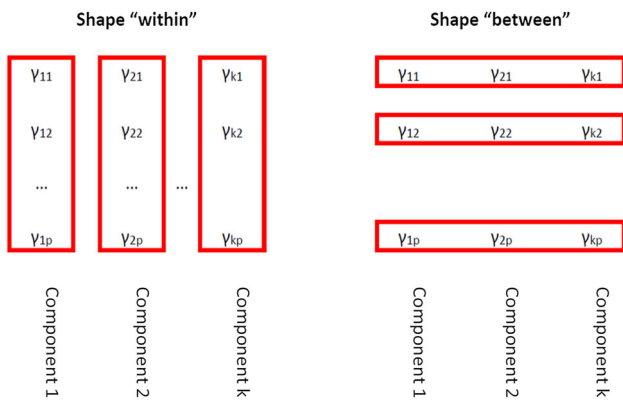 Shape “within”
γ11 γ21 γk1
γ12 γ22 γk2
... ... ...
γ1p γ2p γkp
Component 1
Component 2
Component k
Shape “between”
γ11 γ21 γk1
γ12 γ22 γk2
γ1p γ2p γkp
Component 1
Component 2
Component k